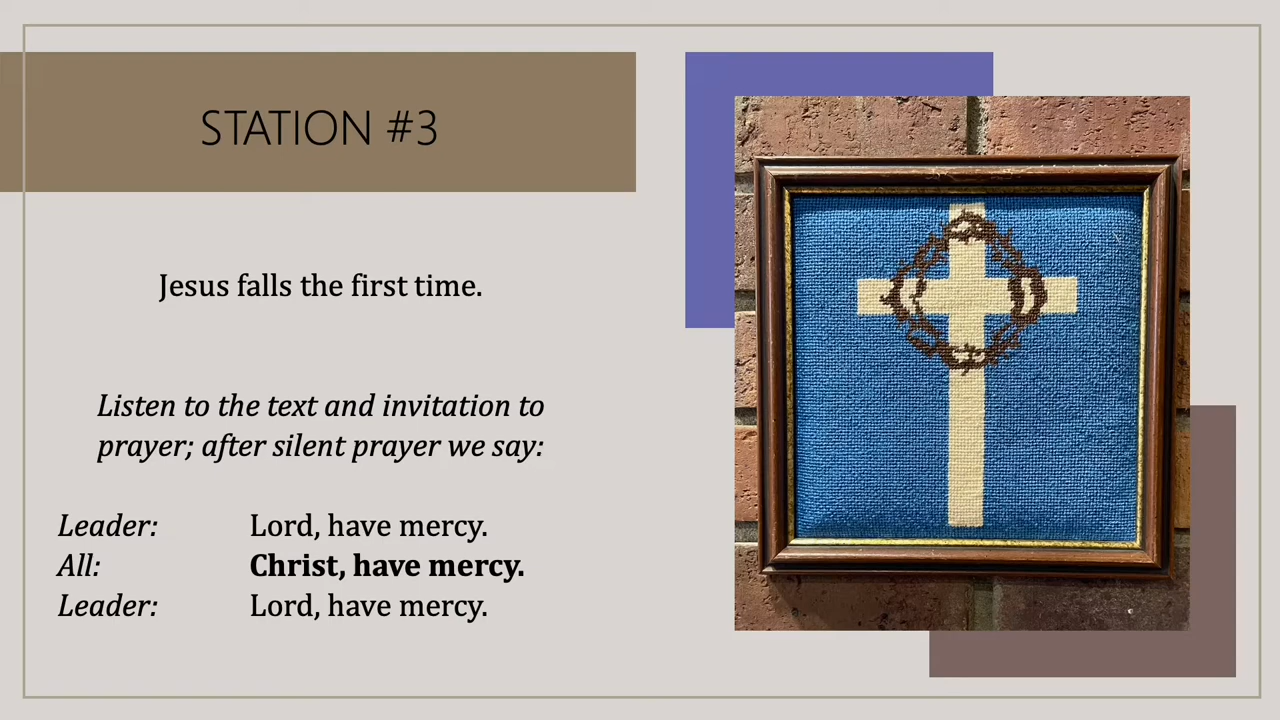 STATION #3
Jesus falls the first time.
Listen to the text and invitation to
prayer; after silent prayer we say:
Leader: Lord, have mercy.
All: Christ, have mercy.
Leader: Lord, have mercy.